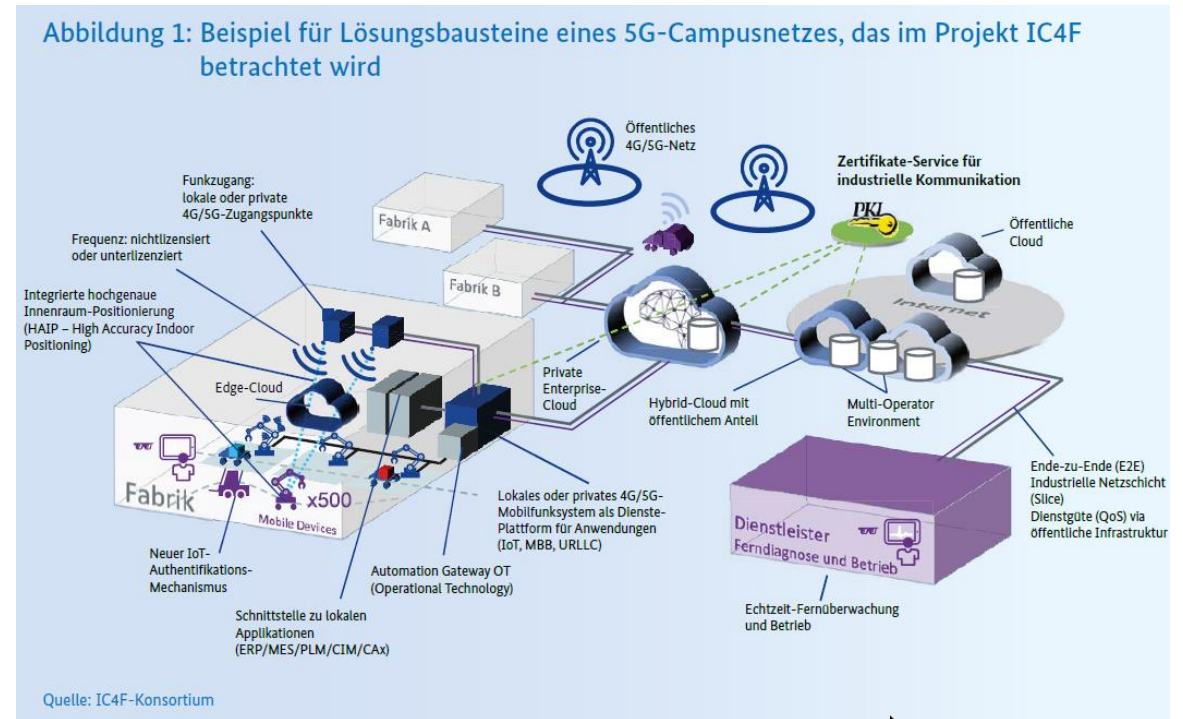 Abbildung 1: Beispiel für Lösungsbausteine eines 5G-Campusnetzes, das im Projekt IC4F
betrachtet wird
Öffentliches
4G/5G-Netz
Zertifikate-Service für
industrielle Kommunikation
PKI
Öffentliche
Cloud
Internet
Funkzugang:
lokale oder private
4G/5G-Zugangspunkte
Fabrik A
Frequenz: nichtlizensiert
oder unterlizenziert
Fabrik B
Integrierte hochgenaue
Innenraum-Positionierung
(HAIP – High Accuracy Indoor
Positioning)
Edge-Cloud
Private
Enterprise-
Cloud
Hybrid-Cloud mit
öffentlichem Anteil
Multi-Operator
Environment
Fabrik
x500
Mobile Devices
Lokales oder privates 4G/5G-
Mobilfunksystem als Dienste-
Plattform für Anwendungen
(IoT, MBB, URLLC)
Dienstleister
Ferndiagnose und Betrieb
Ende-zu-Ende (E2E)
Industrielle Netzschicht
(Slice)
Dienstgüte (QoS) via
öffentliche Infrastruktur
Neuer IoT-
Authentifikations-
Mechanismus
Automation Gateway OT
(Operational Technology)
Schnittstelle zu lokalen
Applikationen
(ERP/MES/PLM/CIM/CAx)
Echtzeit-Fernüberwachung
und Betrieb
Quelle: IC4F-Konsortium